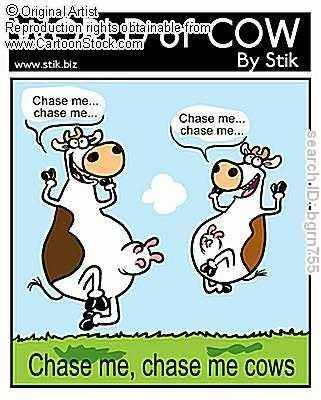 © Original Artist
Reproduction rights obtainable from
www.CartoonStock.com
of COW
www.stik.biz
By Stik
Chase me...
chase me...
Chase me...
chase me...
search ID: bgrn755
Chase me, chase me cows